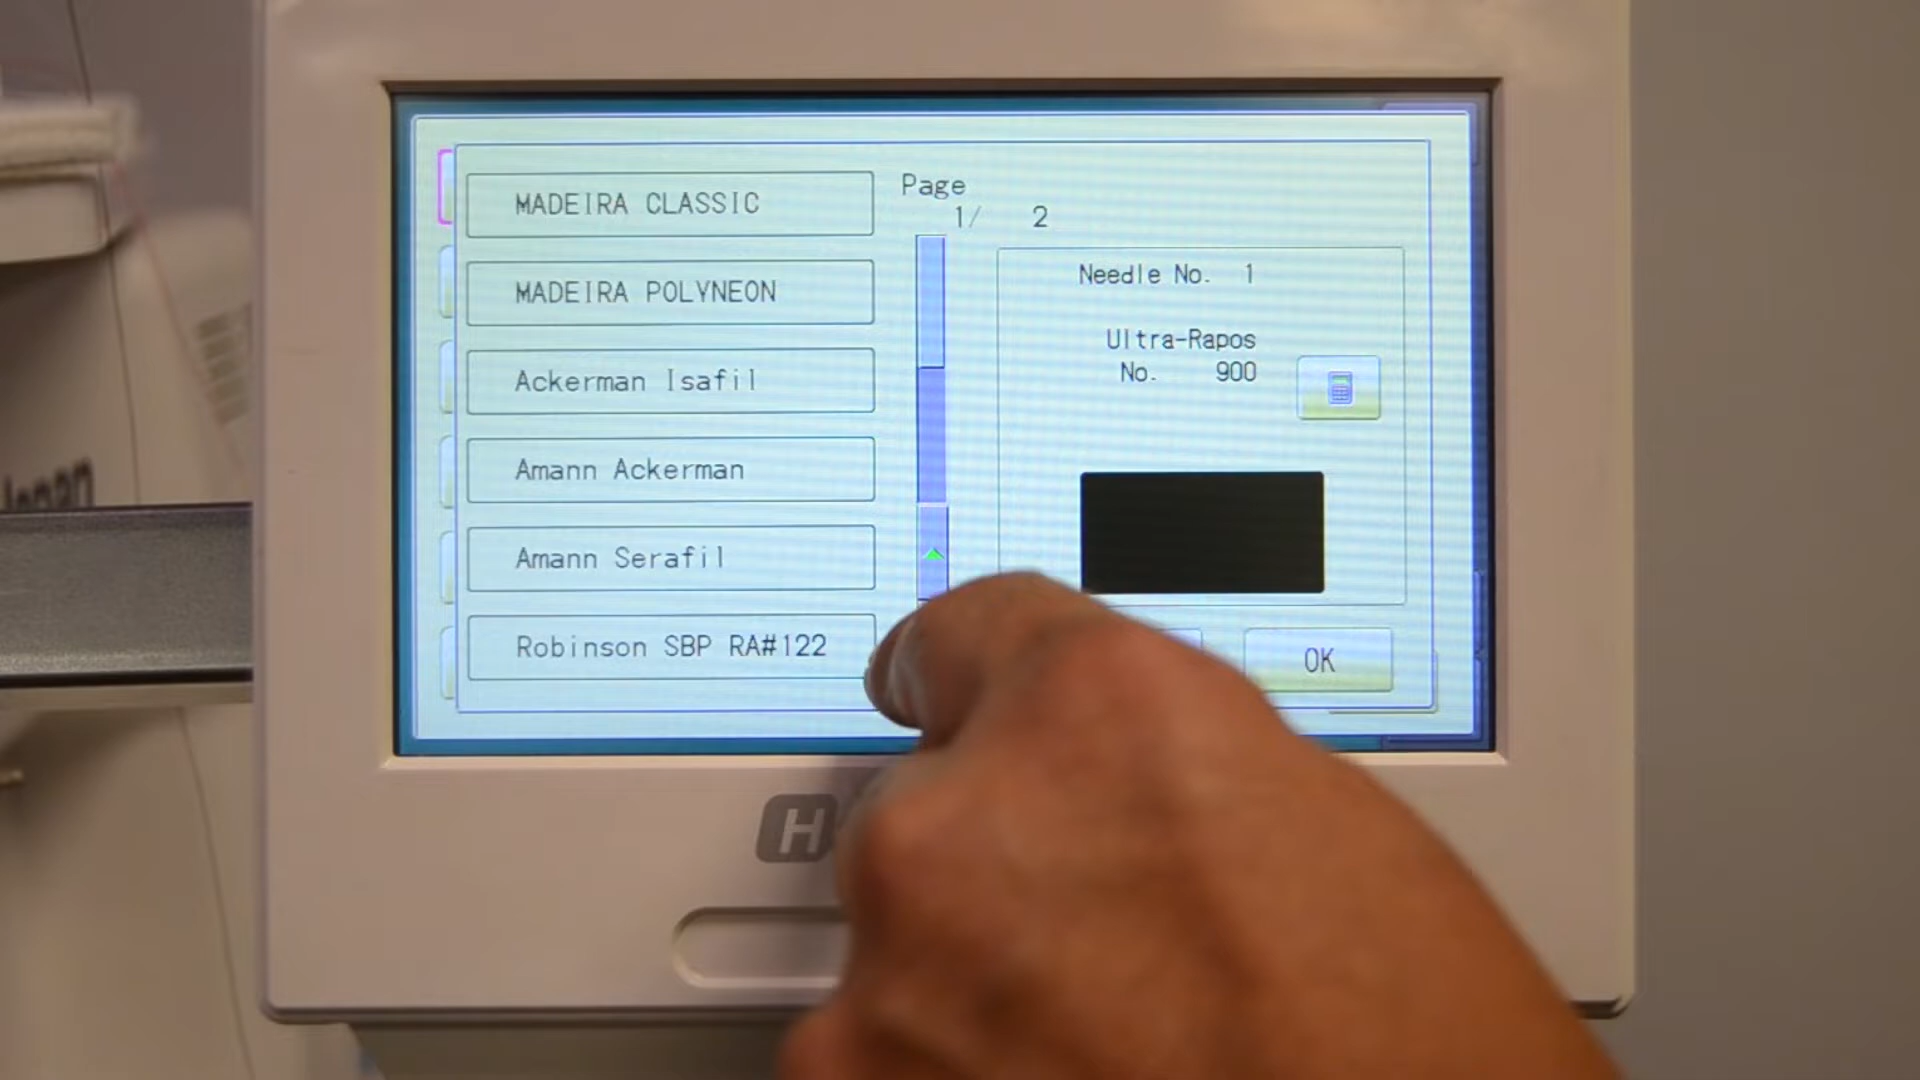 MADEIRA CLASSIC
MADEIRA POLYNEON
Ackerman Isafil
Amann Ackerman
Amann Serafil
Robinson SBP RA#122
Page
1/ 2
Needle No. 1
Ultra-Rapos
No. 900
OK
H